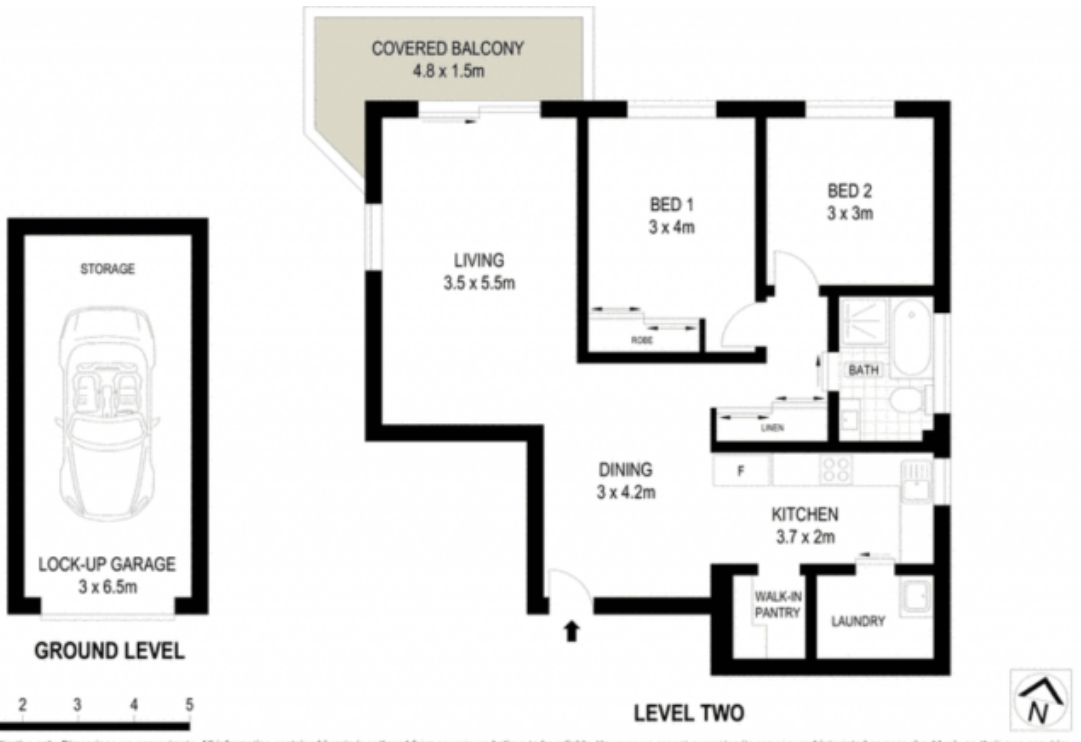 COVERED BALCONY
4.8 x 1.5m
BED 1
3 x 4m
BED 2
3 x 3m
LIVING
3.5 x 5.5m
STORAGE
ROBE
BATH
LINEN
DINING
3 x 4.2m
F
KITCHEN
3.7 x 2m
LOCK-UP GARAGE
3 x 6.5m
WALK-IN
PANTRY
LAUNDRY
GROUND LEVEL
2 3 4 5
LEVEL TWO
N